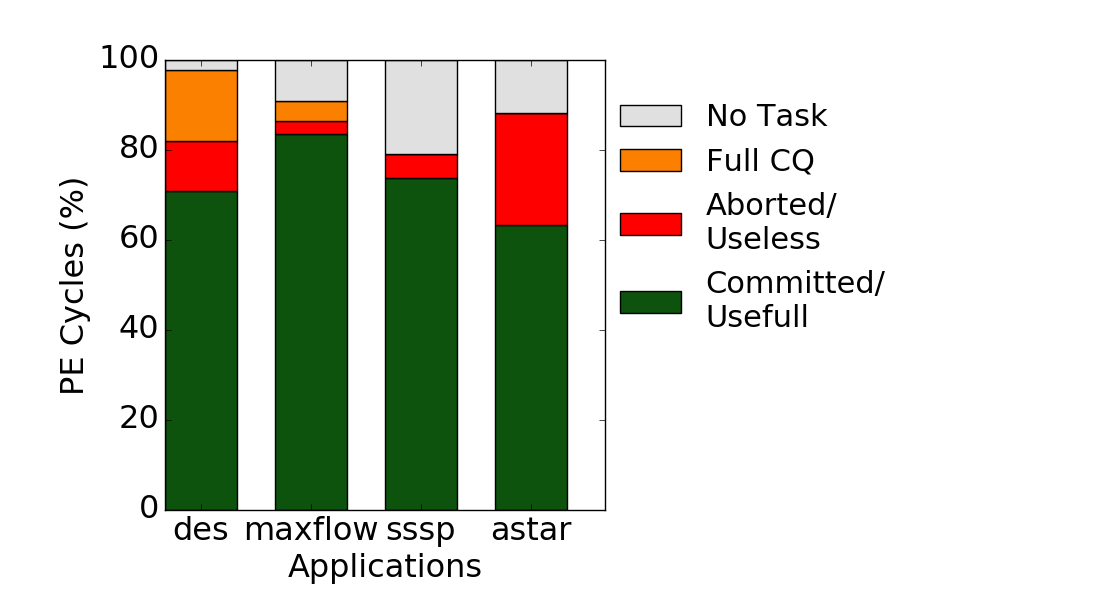 100
80
60
40
20
0
PE Cycles (%)
des maxflow sssp astar
Applications
No Task
Full CQ
Aborted/
Useless
Committed/
Usefull